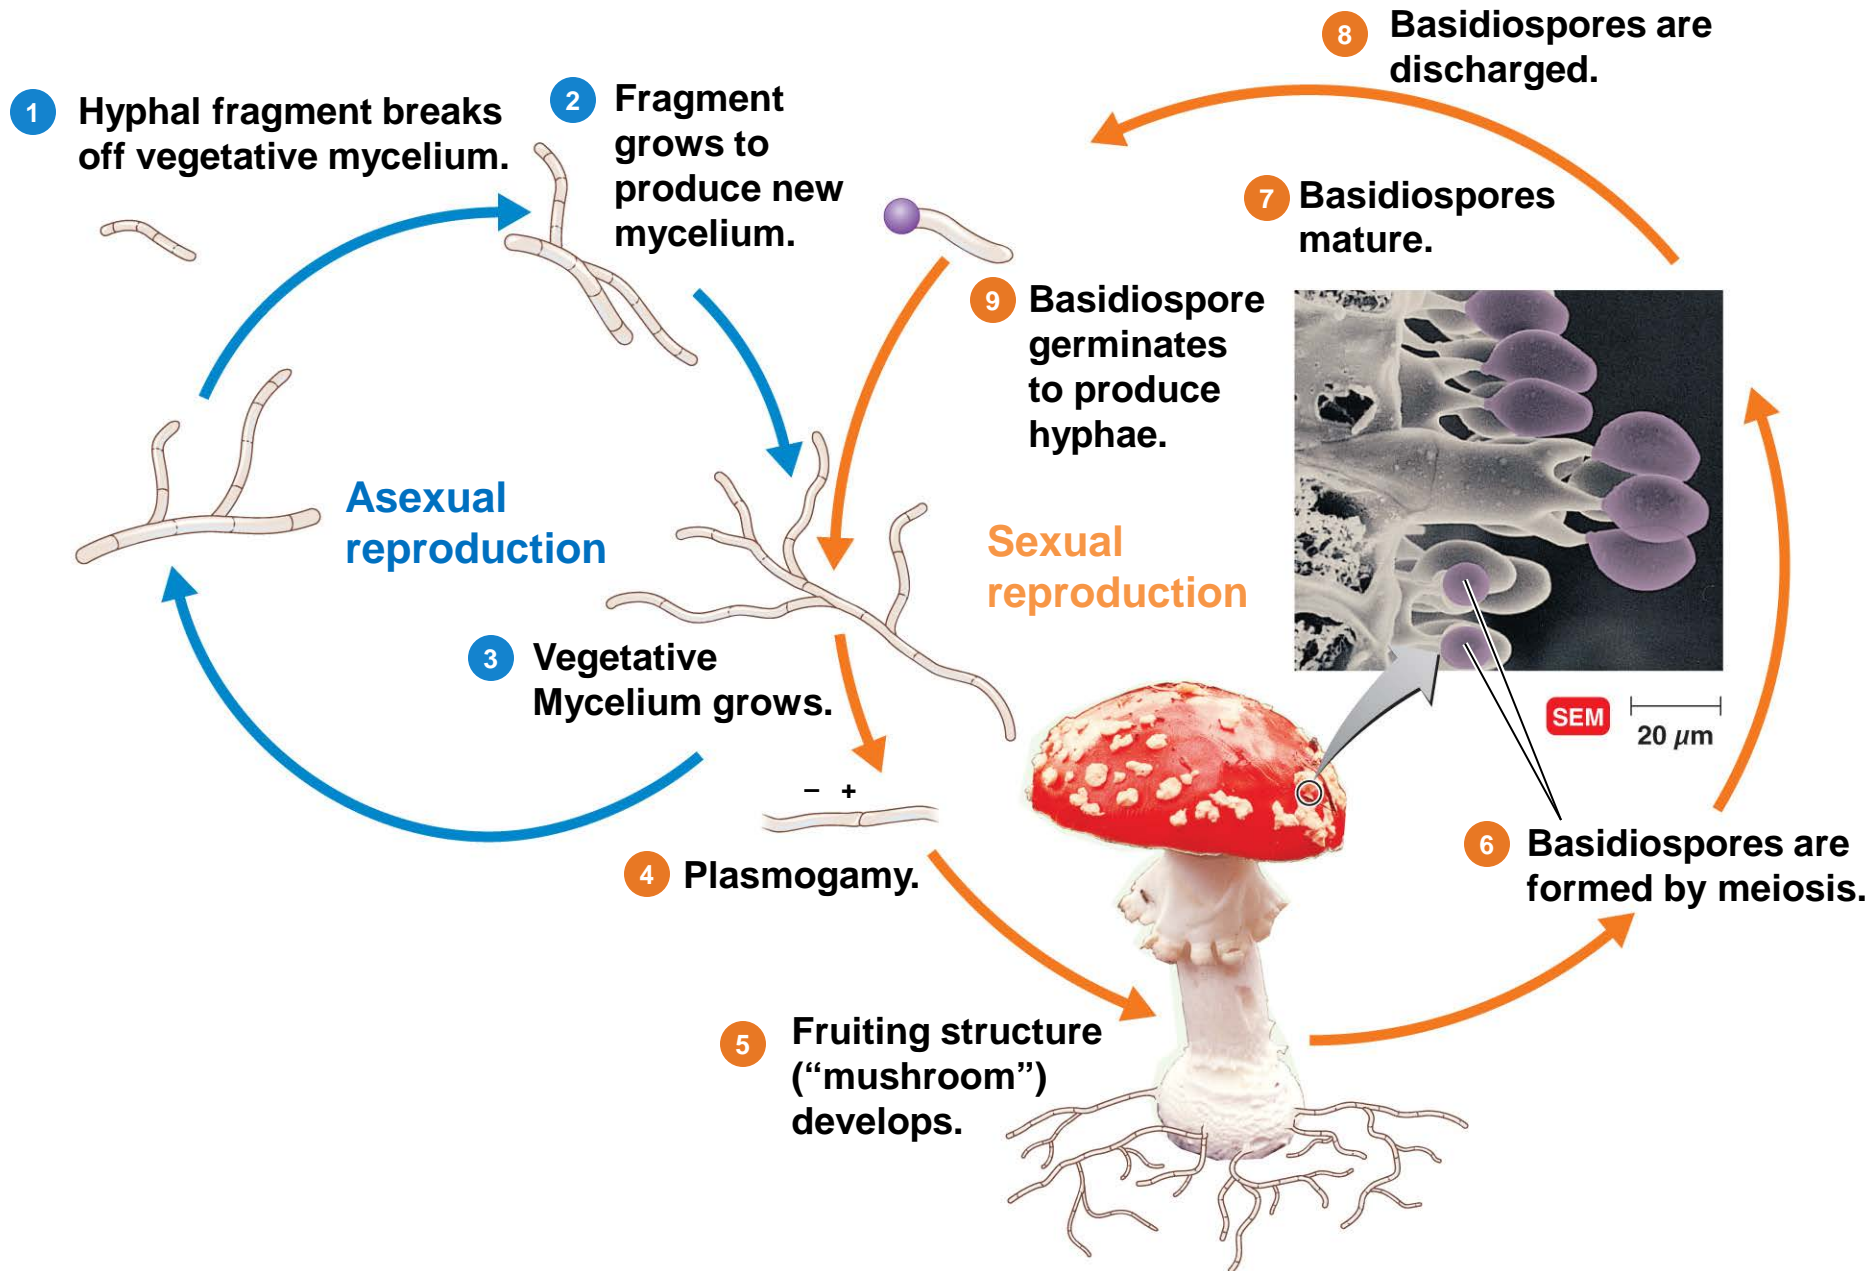 1 Hyphal fragment breaks
off vegetative mycelium.
2 Fragment
grows to
produce new
mycelium.
Asexual
reproduction
3 Vegetative
Mycelium grows.
– +
4 Plasmogamy.
5 Fruiting structure
(“mushroom”)
develops.
6 Basidiospores are
formed by meiosis.
7 Basidiospores
mature.
8 Basidiospores are
discharged.
9 Basidiospore
germinates
to produce
hyphae.
Sexual
reproduction
SEM
20 μm